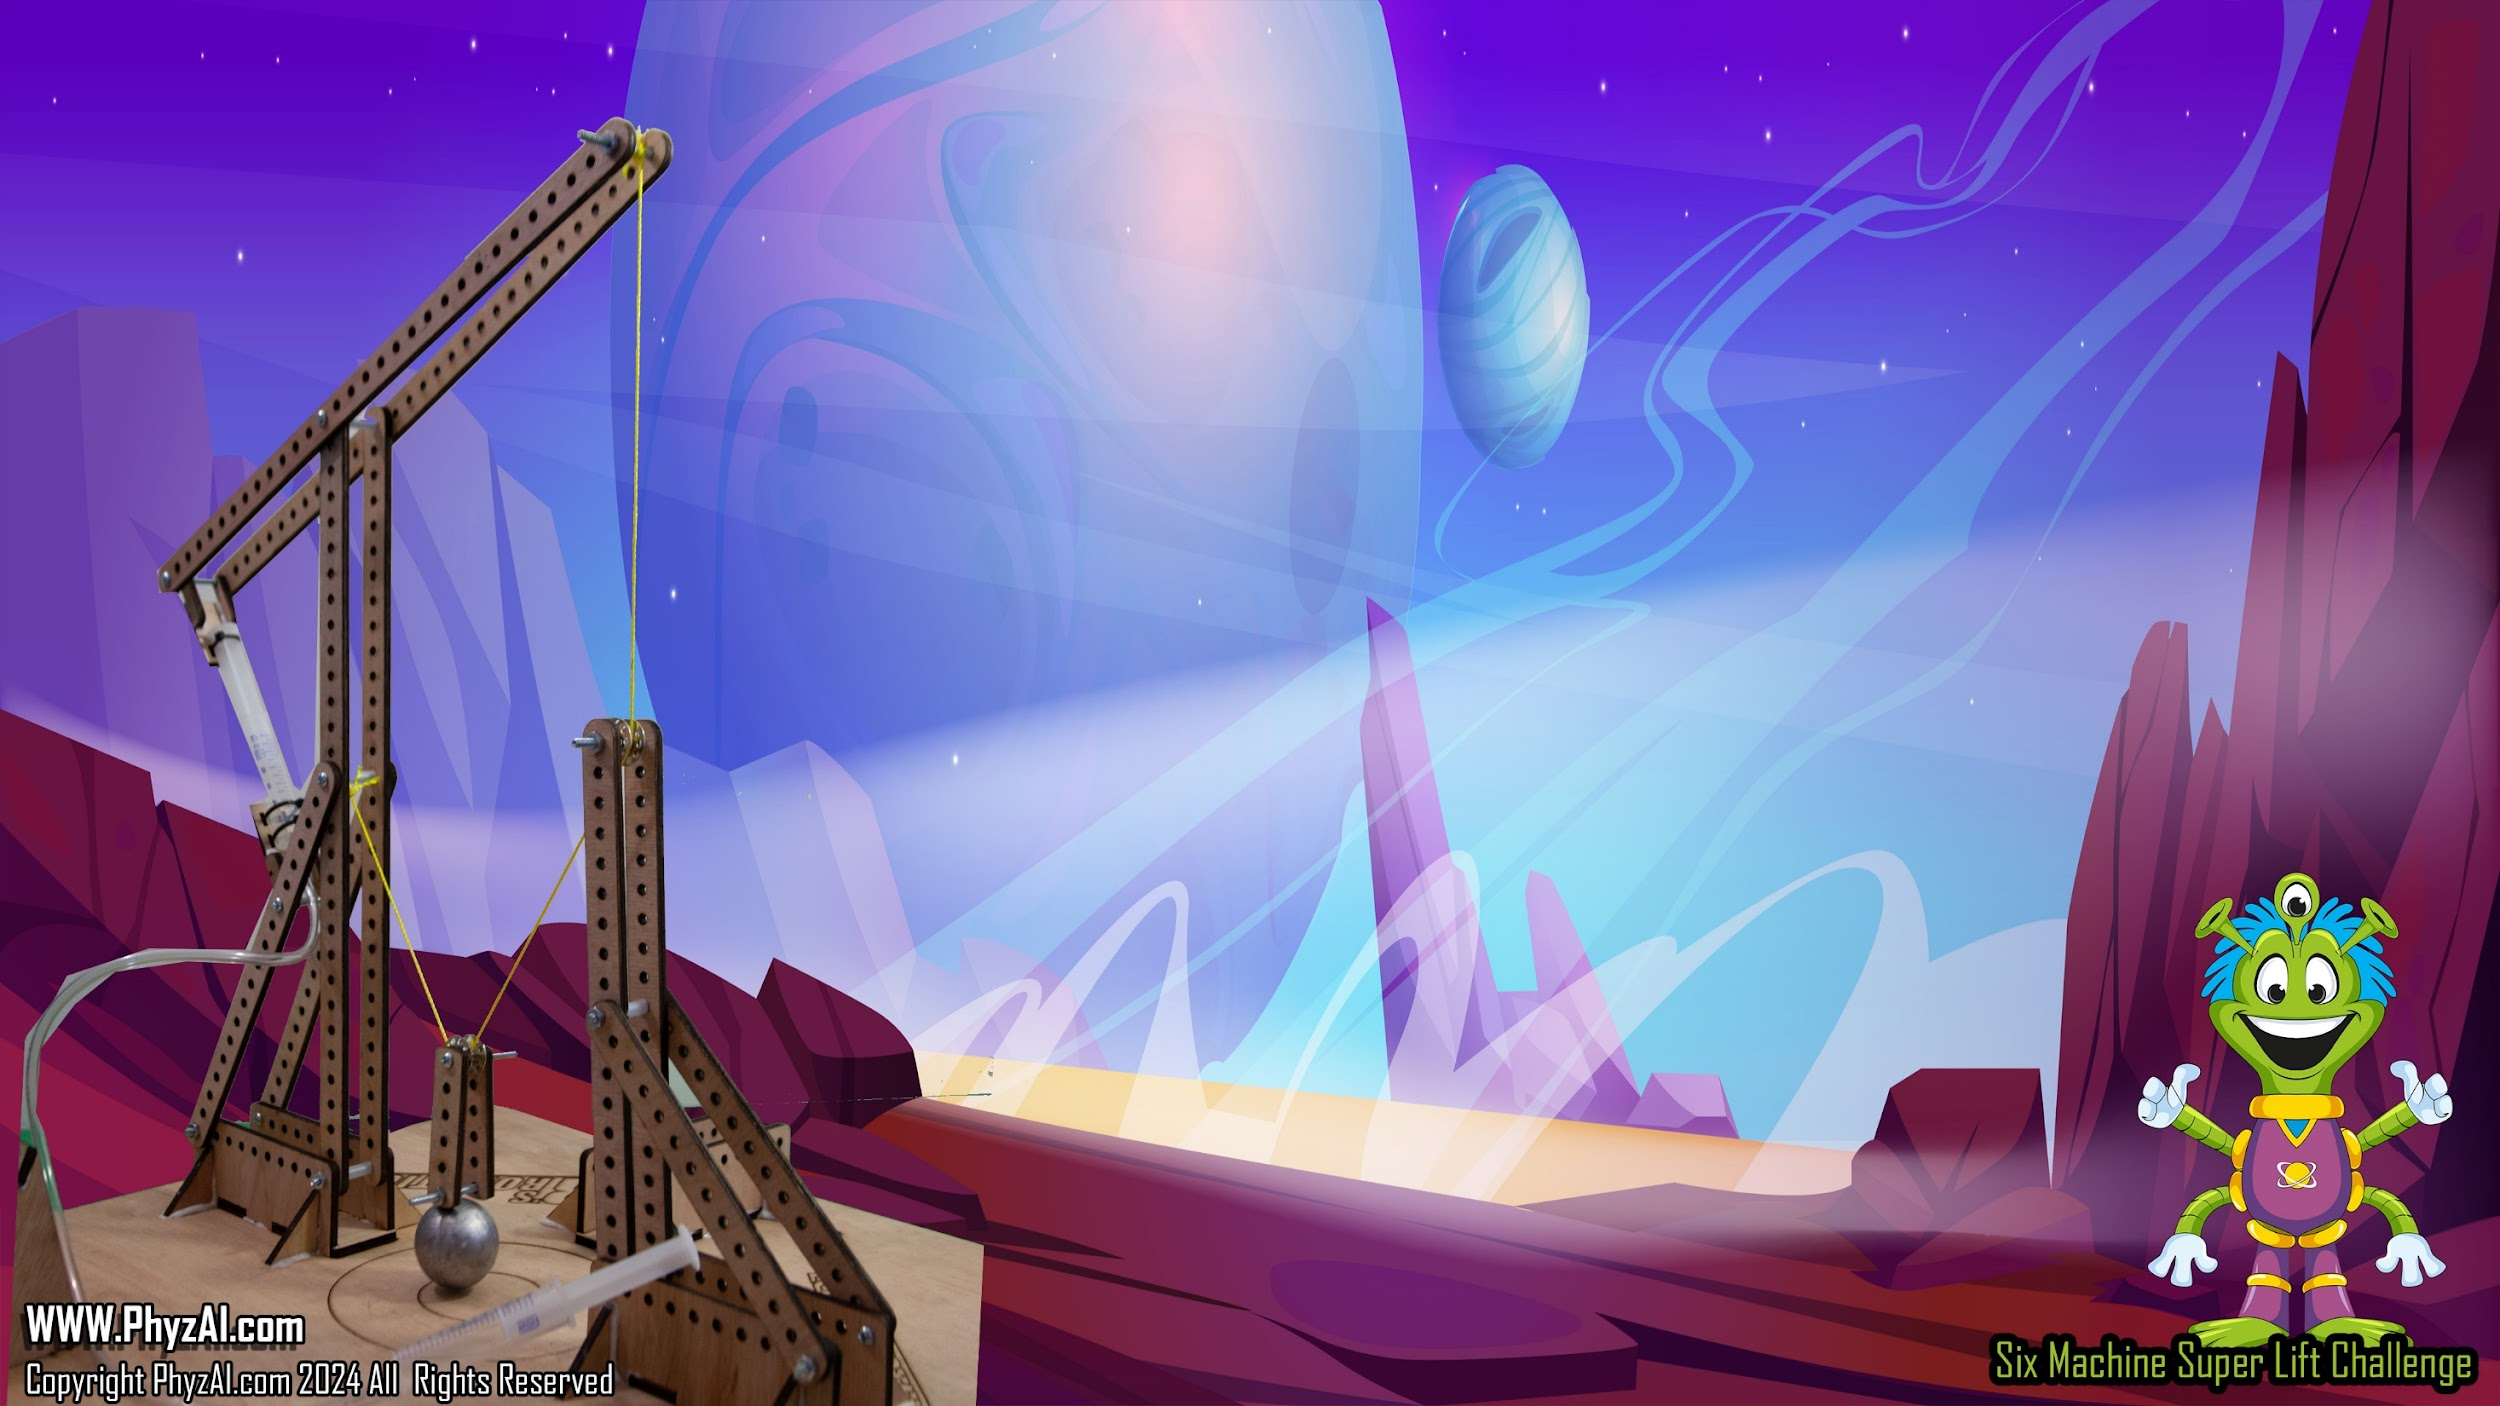 WWW.PhyzAI.com
Copyright PhyzAI.com 2024 All Rights Reserved
Six Machine Super Lift Challenge